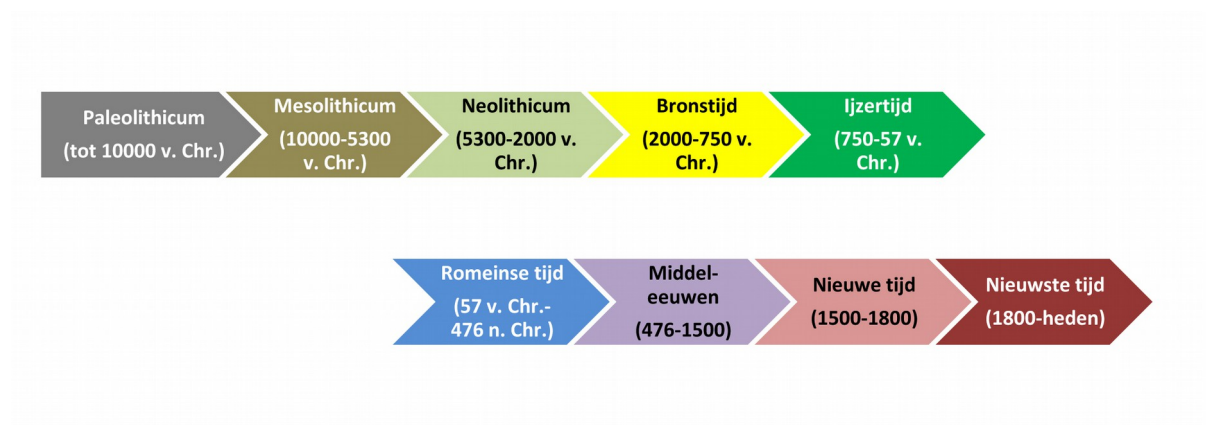 Paleolithicum
(tot 10000 v. Chr.)
Mesolithicum
(10000-5300
v. Chr.)
Neolithicum
(5300-2000 v.
Chr.)
Bronstijd
(2000-750 v.
Chr.)
Ijzertijd
(750-57 v.
Chr.)
Romeinse tijd
(57 v. Chr.-
476 n. Chr.)
Middel-
eeuwen
(476-1500)
Nieuwe tijd
(1500-1800)
Nieuwste tijd
(1800-heden)